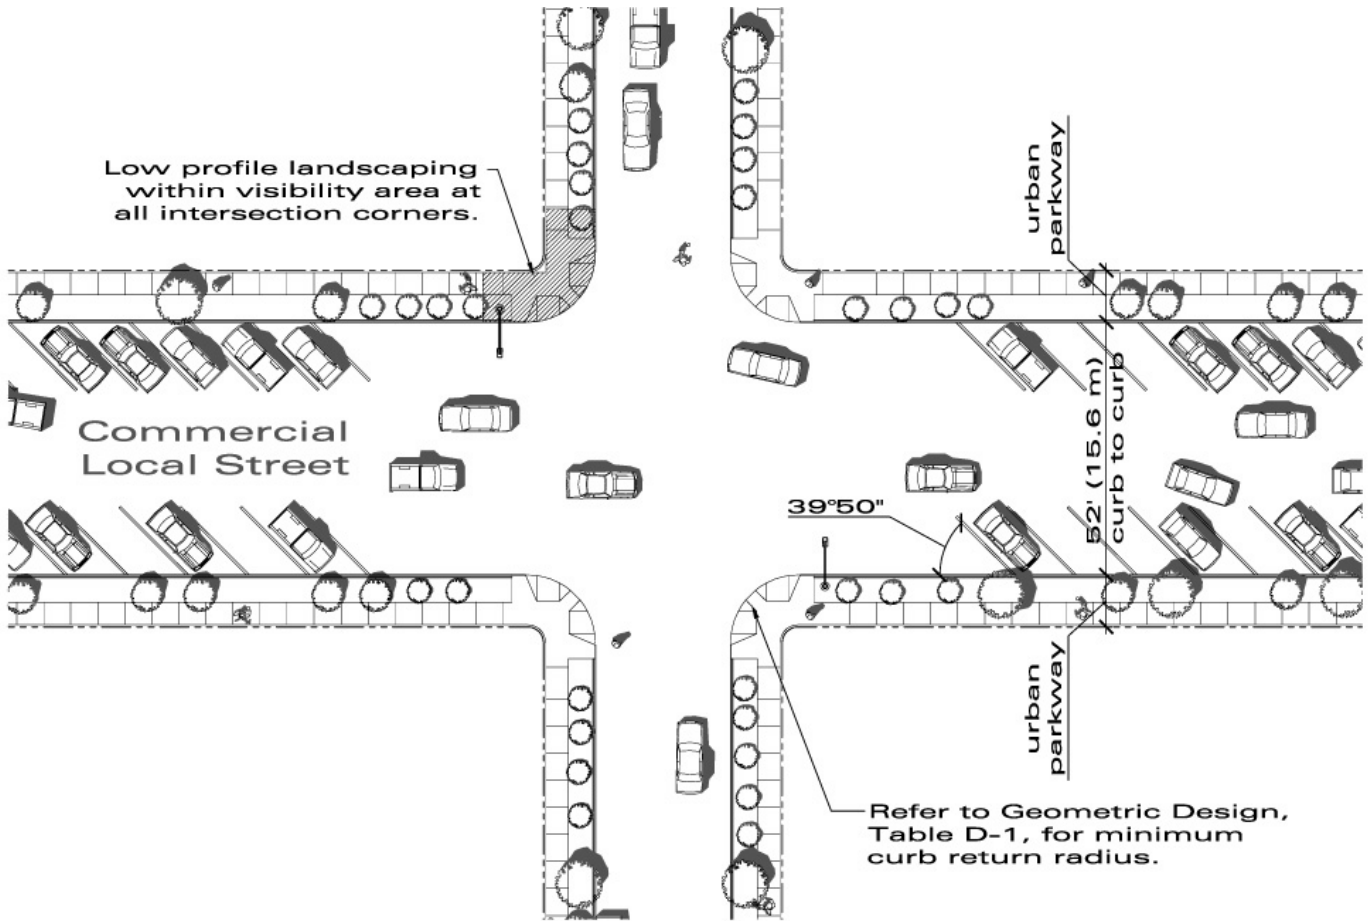 Low profile landscaping
within visibility area at
all intersection corners.
urban
parkway
Commercial
Local Street
52' (15.6 m)
curb to curb
39°50"
urban
parkway
Refer to Geometric Design,
Table D-1, for minimum
curb return radius.